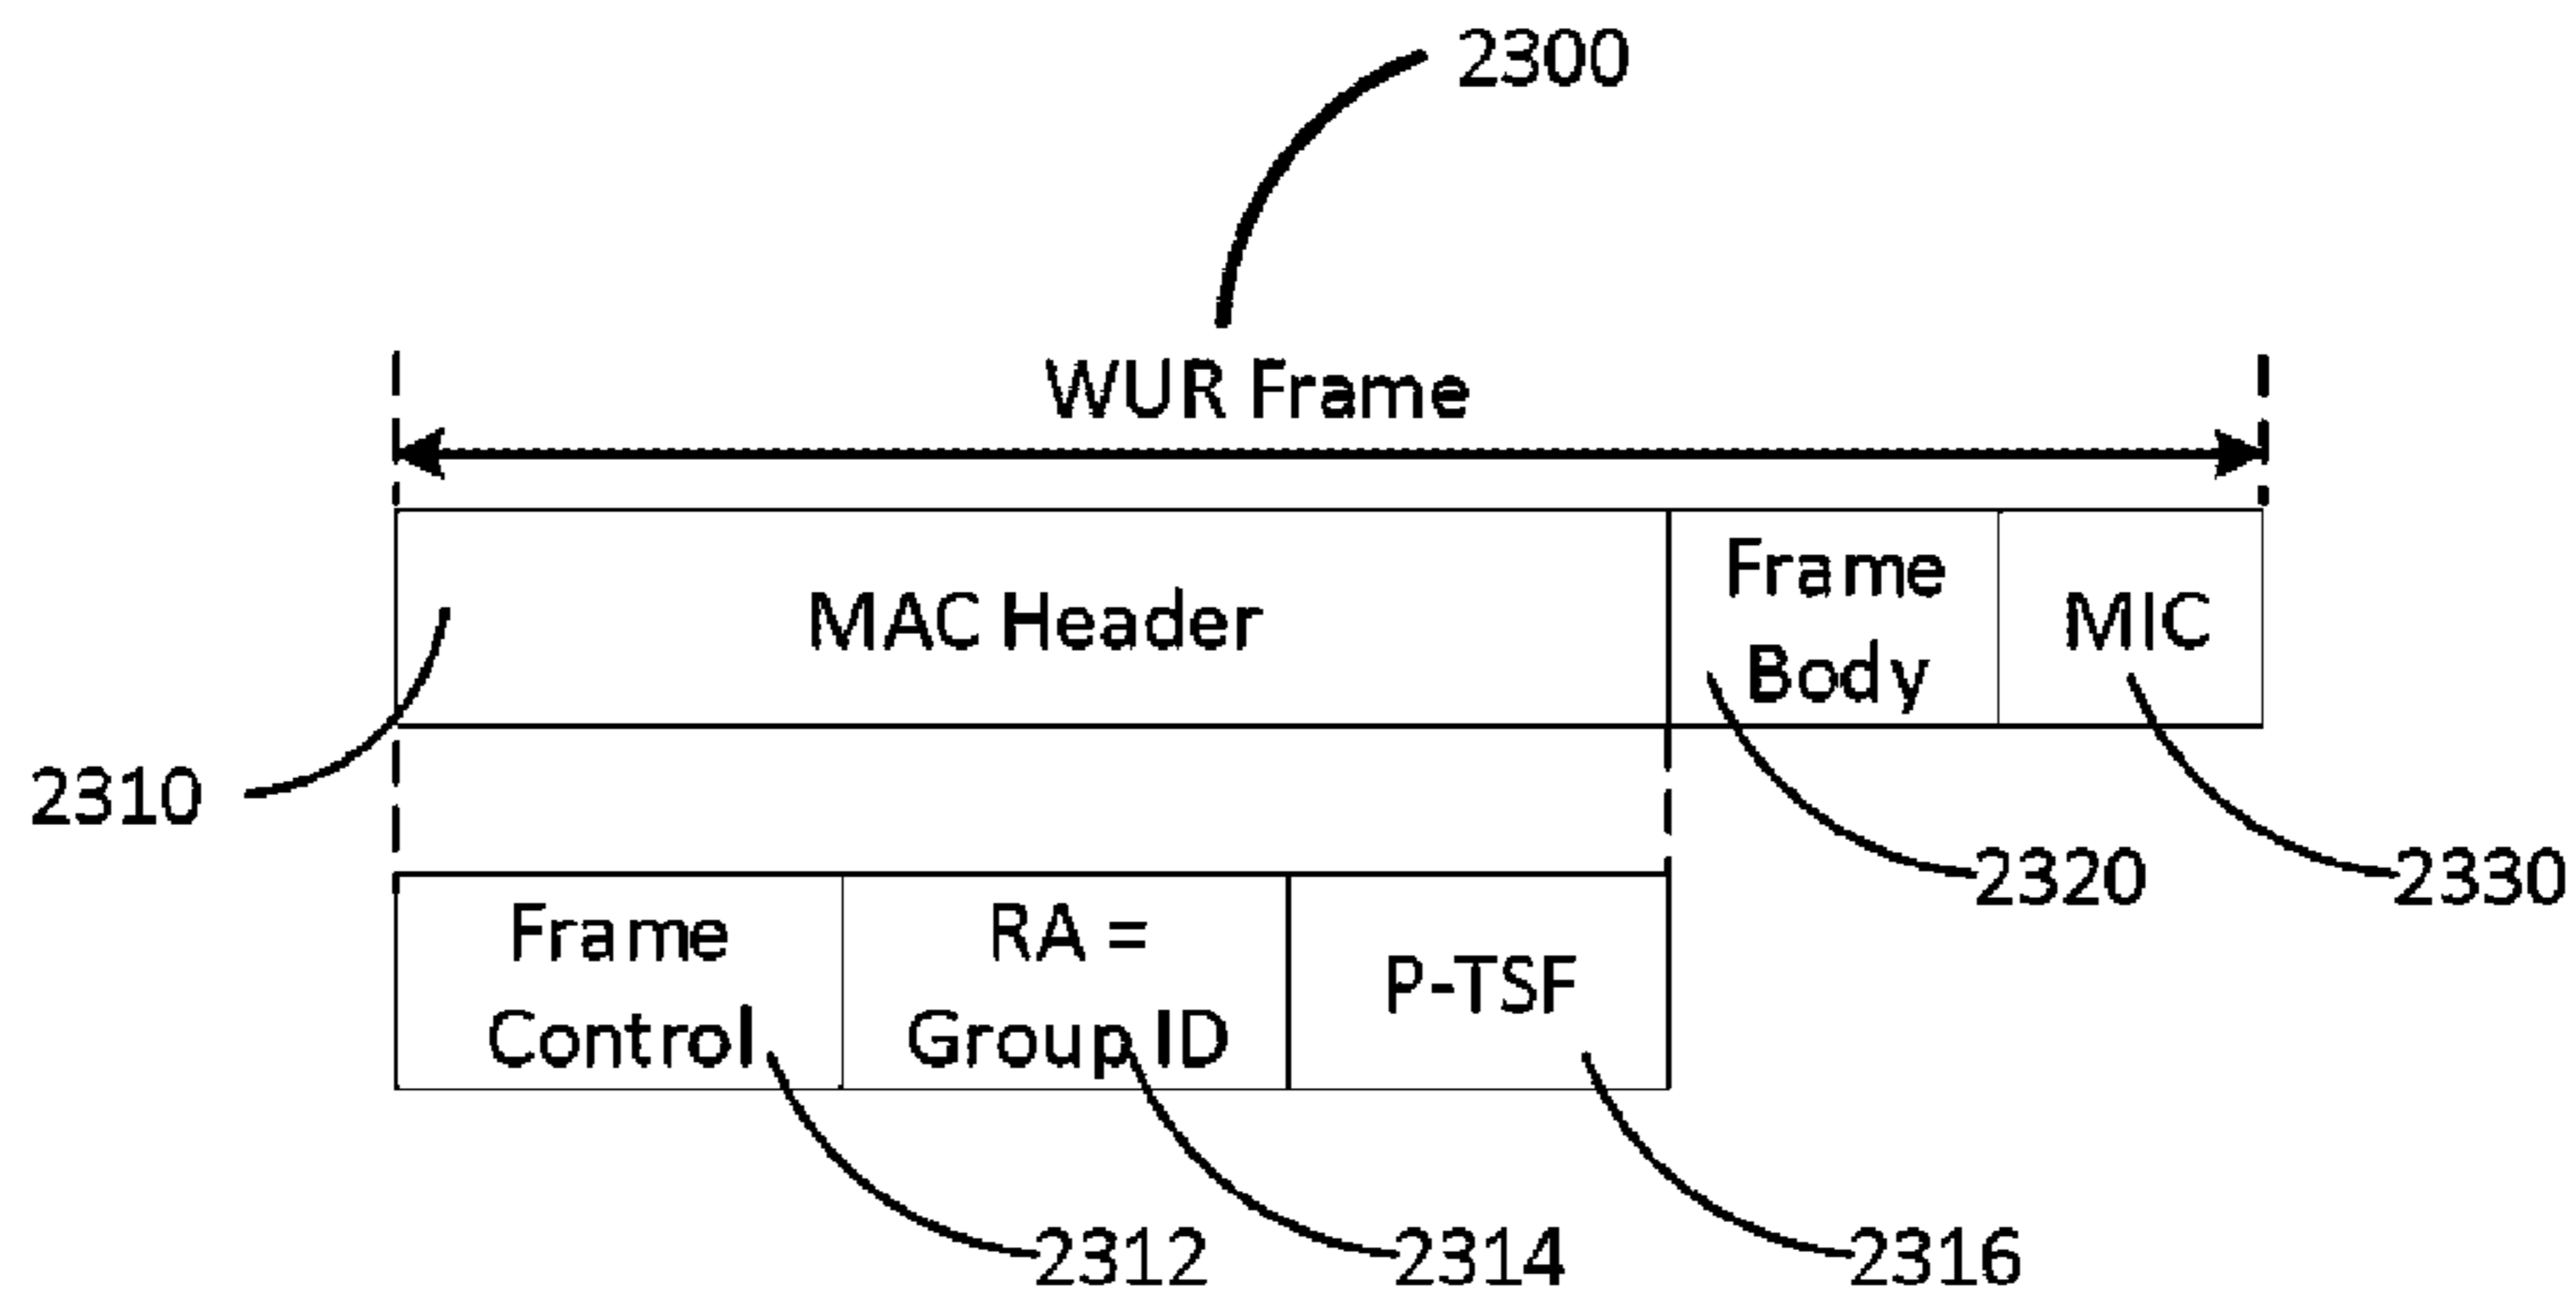 2300
WUR Frame
MAC Header
Frame
Body
MIC
2310
2320
2330
Frame
Control
RA =
Group ID
P-TSF
2312
2314
2316